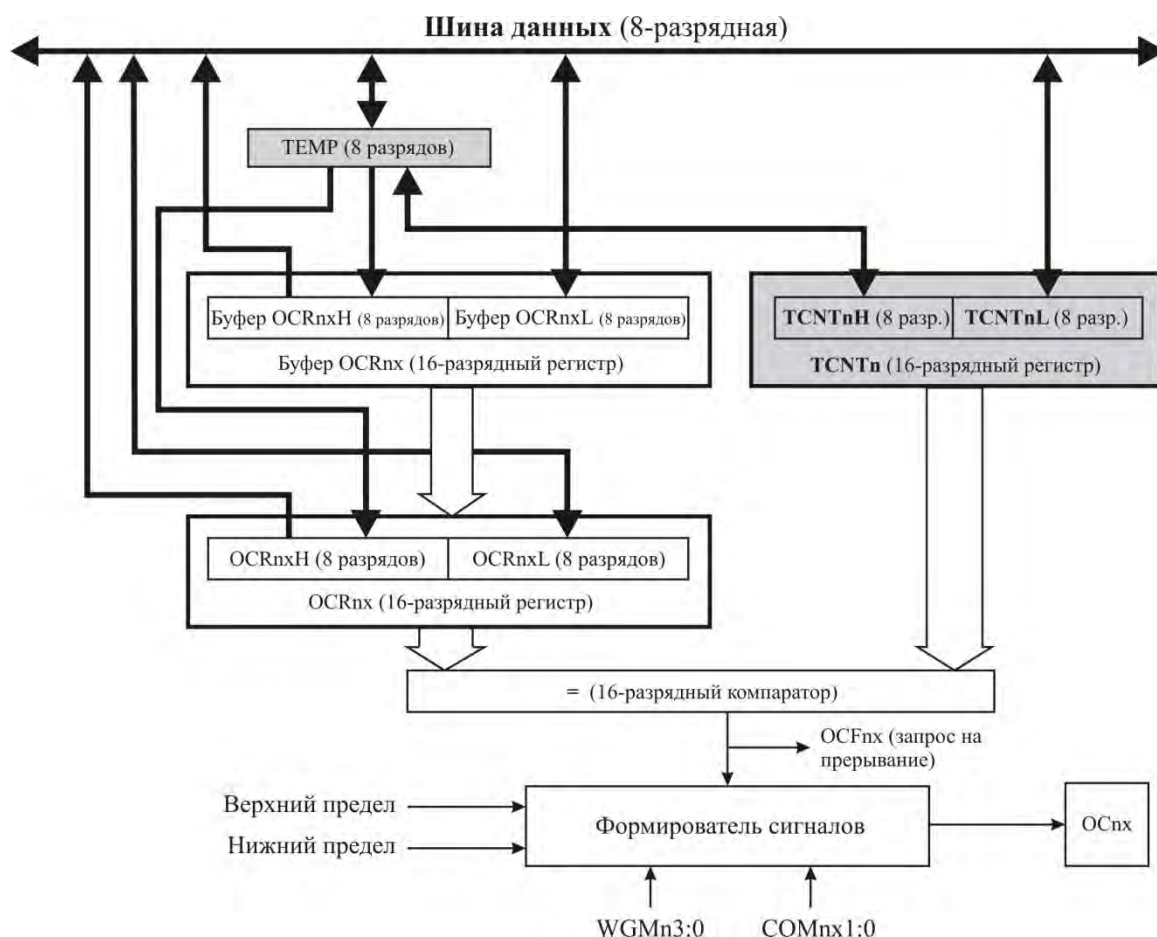 Шина данных (8-разрядная)
TEMP (8 разрядов)
Буфер OCRnxH (8 разрядов) Буфер OCRnxL (8 разрядов)
Буфер OCRnx (16-разрядный регистр)
TCNTnH (8 разр.) TCNTnL (8 разр.)
TCNTn (16-разрядный регистр)
OCRnxH (8 разрядов) OCRnxL (8 разрядов)
OCRnx (16-разрядный регистр)
= (16-разрядный компаратор)
OCFnx (запрос на
прерывание)
Верхний предел
Нижний предел
Формирователь сигналов
OCnx
WGMn3:0 COMnx1:0